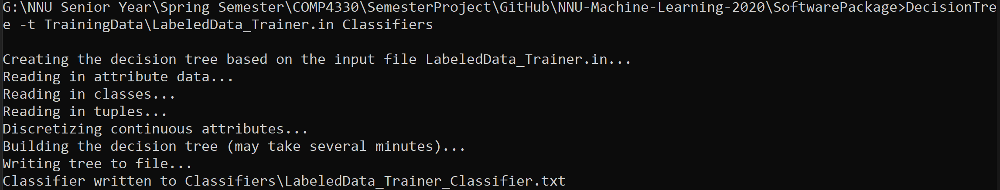 G:\NNU Senior Year\Spring Semester\COMP4330\SemesterProject\GitHub\NNU-Machine-Learning-2020\SoftwarePackage>DecisionTre
e -t TrainingData\LabeledData_Trainer.in Classifiers
Creating the decision tree based on the input file LabeledData_Trainer.in...
Reading in attribute data...
Reading in classes...
Reading in tuples...
Discretizing continuous attributes...
Building the decision tree (may take several minutes)...
Writing tree to file...
Classifier written to Classifiers\LabeledData_Trainer_Classifier.txt